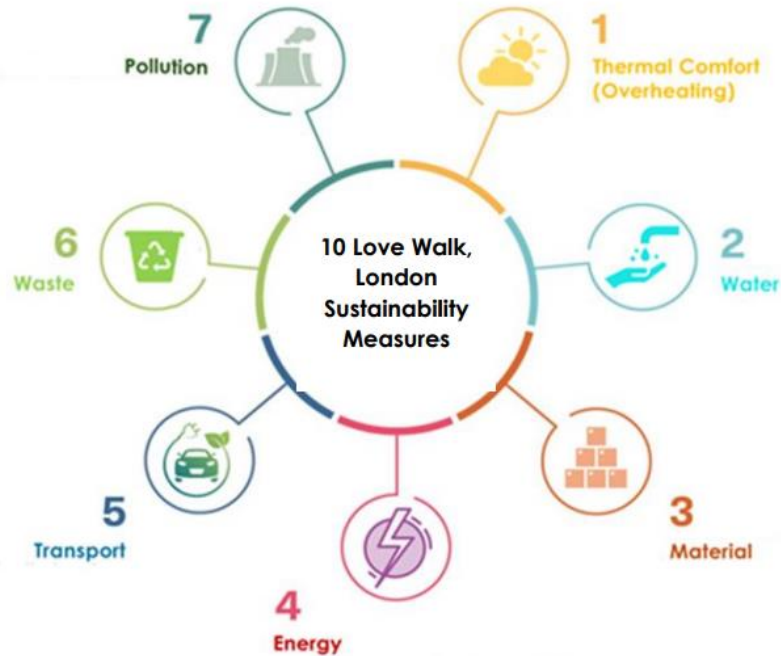 10 Love Walk,
London
Sustainability
Measures
1
Thermal Comfort
(Overheating)
2
Water
3
Material
4
Energy
5
Transport
6
Waste
7
Pollution